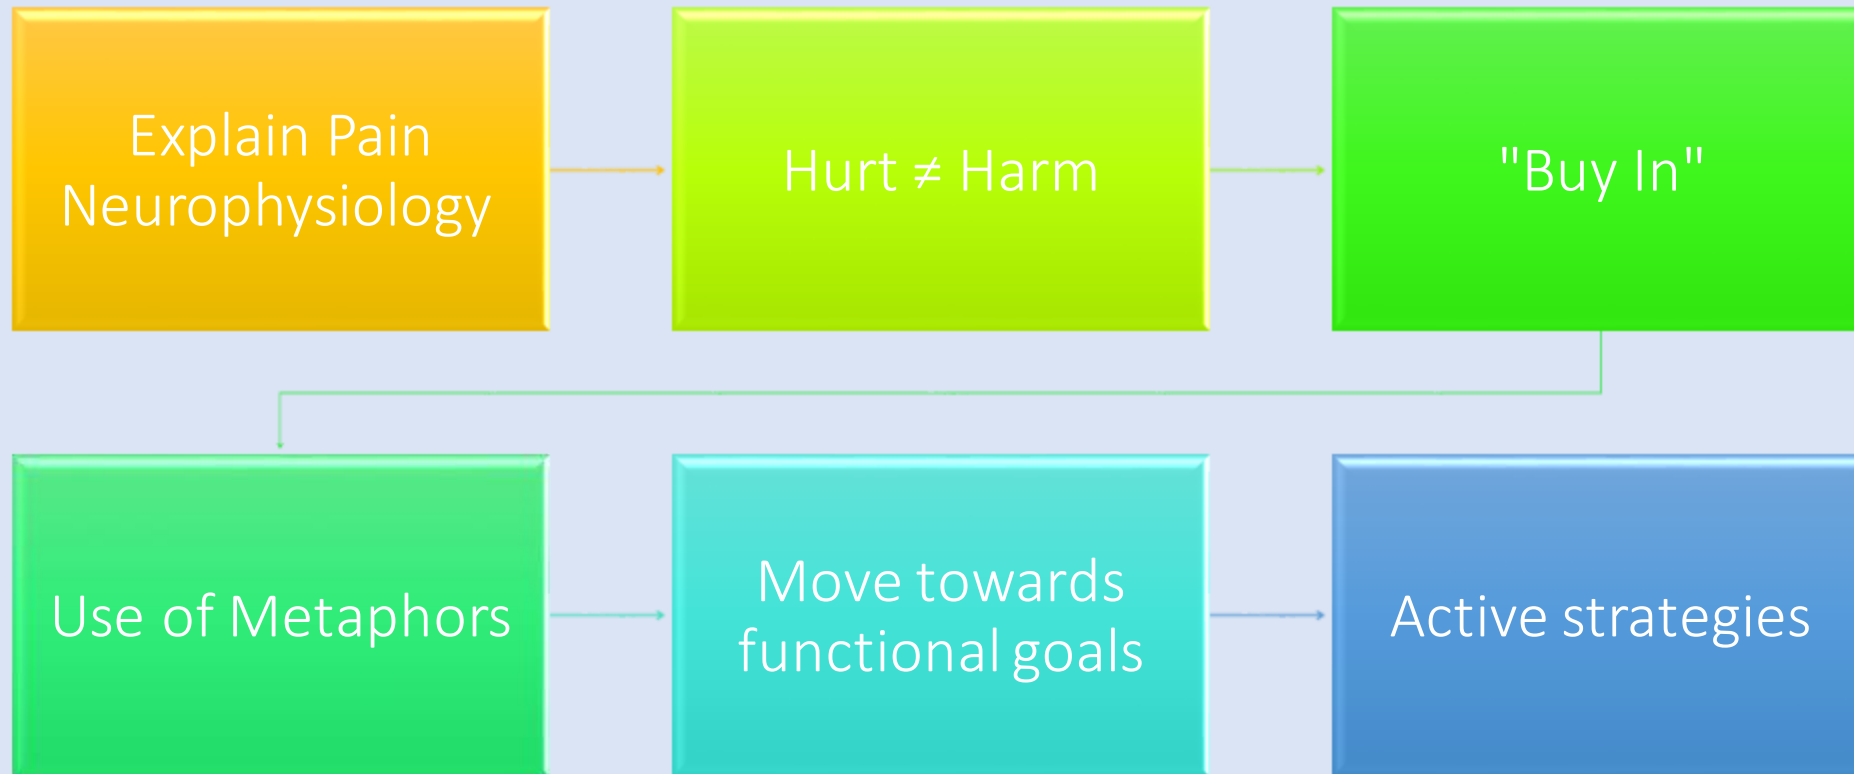 Explain Pain
Neurophysiology
Hurt ≠ Harm
"Buy In"
Use of Metaphors
Move towards
functional goals
Active strategies